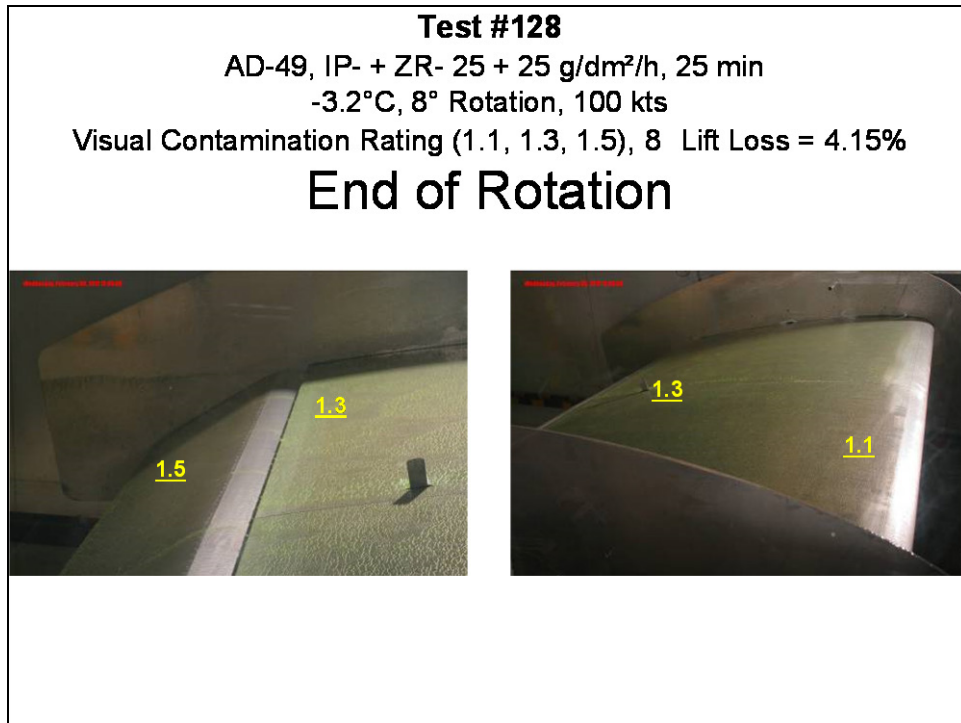 Test #128
AD-49, IP- + ZR- 25 + 25 g/dm²/h, 25 min
-3.2°C, 8° Rotation, 100 kts
Visual Contamination Rating (1.1, 1.3, 1.5), 8 Lift Loss = 4.15%
End of Rotation
1.3
1.5
1.3
1.1